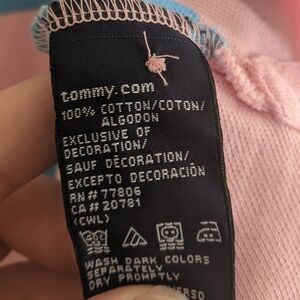 tommy.com
100% COTTON/COTON/
ALGODON
EXCLUSIVE OF
DECORATION/
SAUF DÉCORATION/
EXCEPTO DECORACIÓN
RN# 77806
CA# 20781
(CWL)
WASH DARK COLORS
SEPARATELY
DRY PROMPTLY